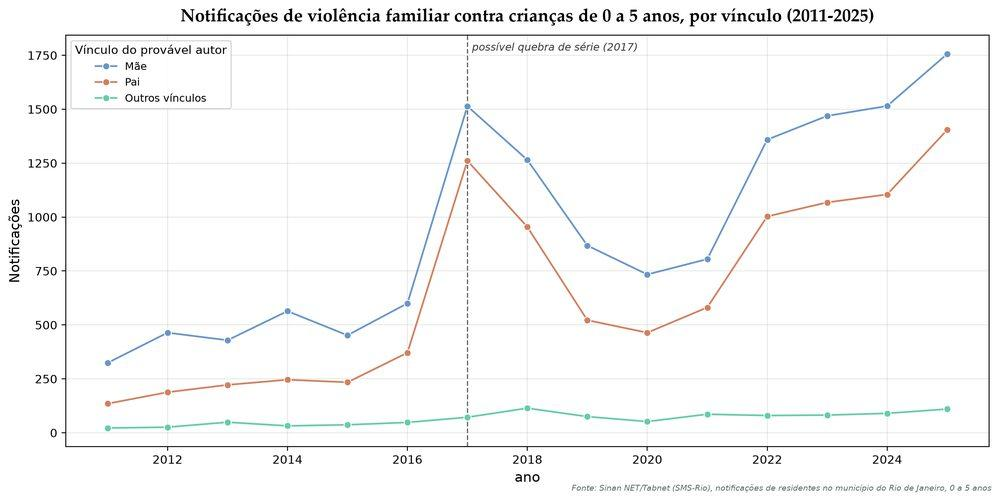 Notificações de violência familiar contra crianças de 0 a 5 anos, por vínculo (2011-2025)
Vínculo do provável autor
Mãe
Pai
Outros vínculos
possível quebra de série (2017)
Notificações
1750
1500
1250
1000
750
500
250
0
2012 2014 2016 2018 2020 2022 2024
ano
Fonte: Sinan NET/Tabnet (SMS-Rio), notificações de residentes no município do Rio de Janeiro, 0 a 5 anos